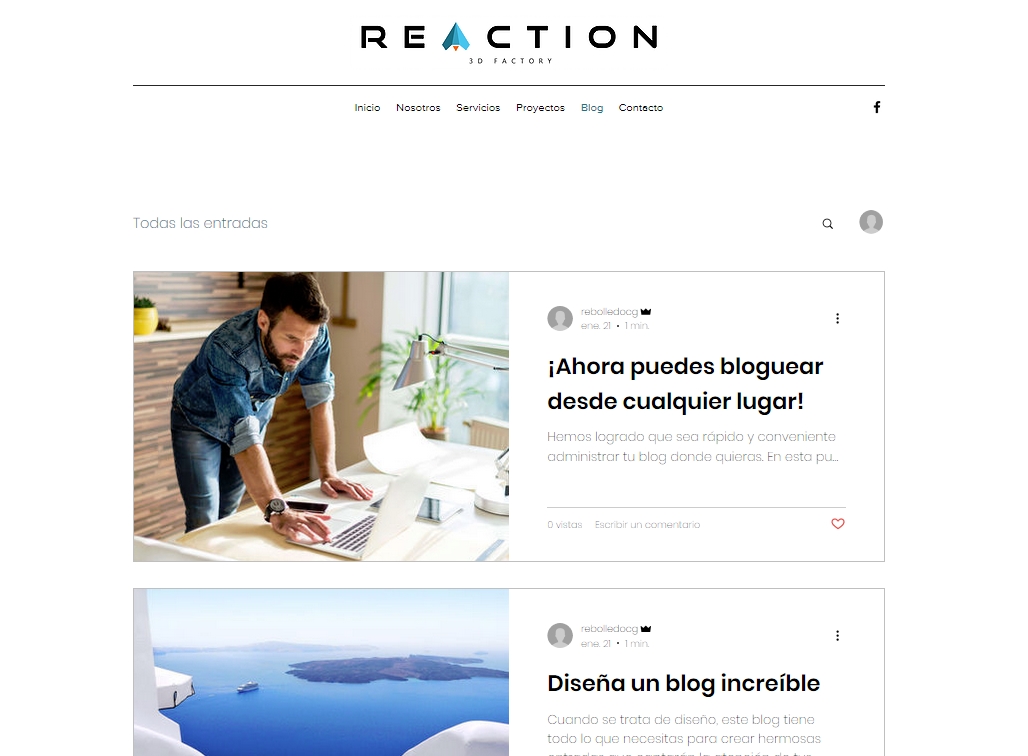 REACTION
3D FACTORY
Inicio Nosotros Servicios Proyectos Blog Contacto
Todas las entradas
rebolledocg
ene. 21 • 1 min.
¡Ahora puedes bloguear
desde cualquier lugar!
Hemos logrado que sea rápido y conveniente
administrar tu blog donde quieras. En esta pu...
0 vistas Escribir un comentario
rebolledocg
ene. 21 • 1 min.
Diseña un blog increíble
Cuando se trata de diseño, este blog tiene
todo lo que necesitas para crear hermosas